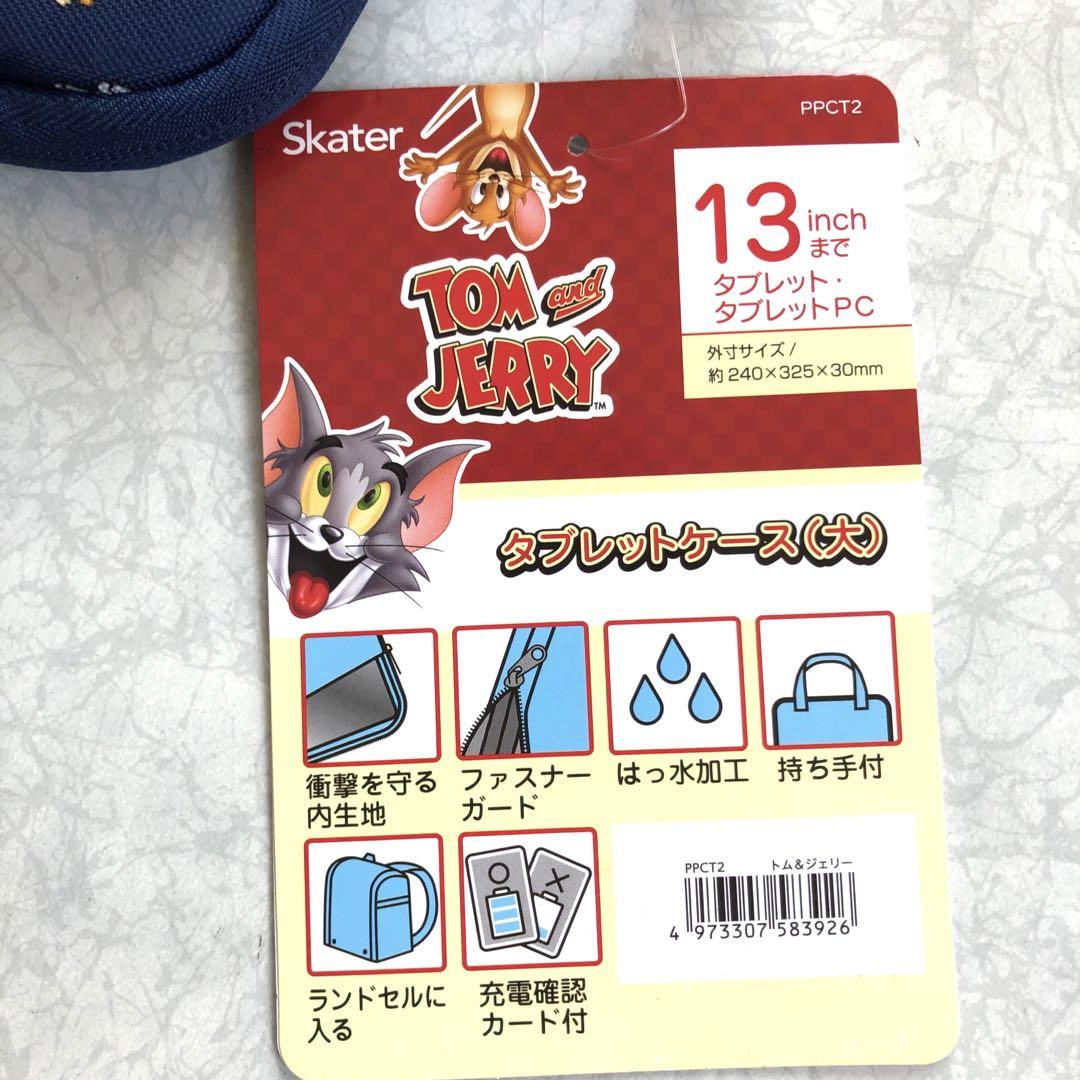 Skater
PPCT2
13 inch
まで
タブレット・
タブレットPC
外寸サイズ/
約240×325×30mm
TOM and
JERRY™
タブレットケース(大)
衝撃を守る
内生地
ファスナー
ガード
はっ水加工
持ち手付
ランドセルに
入る
充電確認
カード付
PPCT2 トム&ジェリー
4 973307 583926